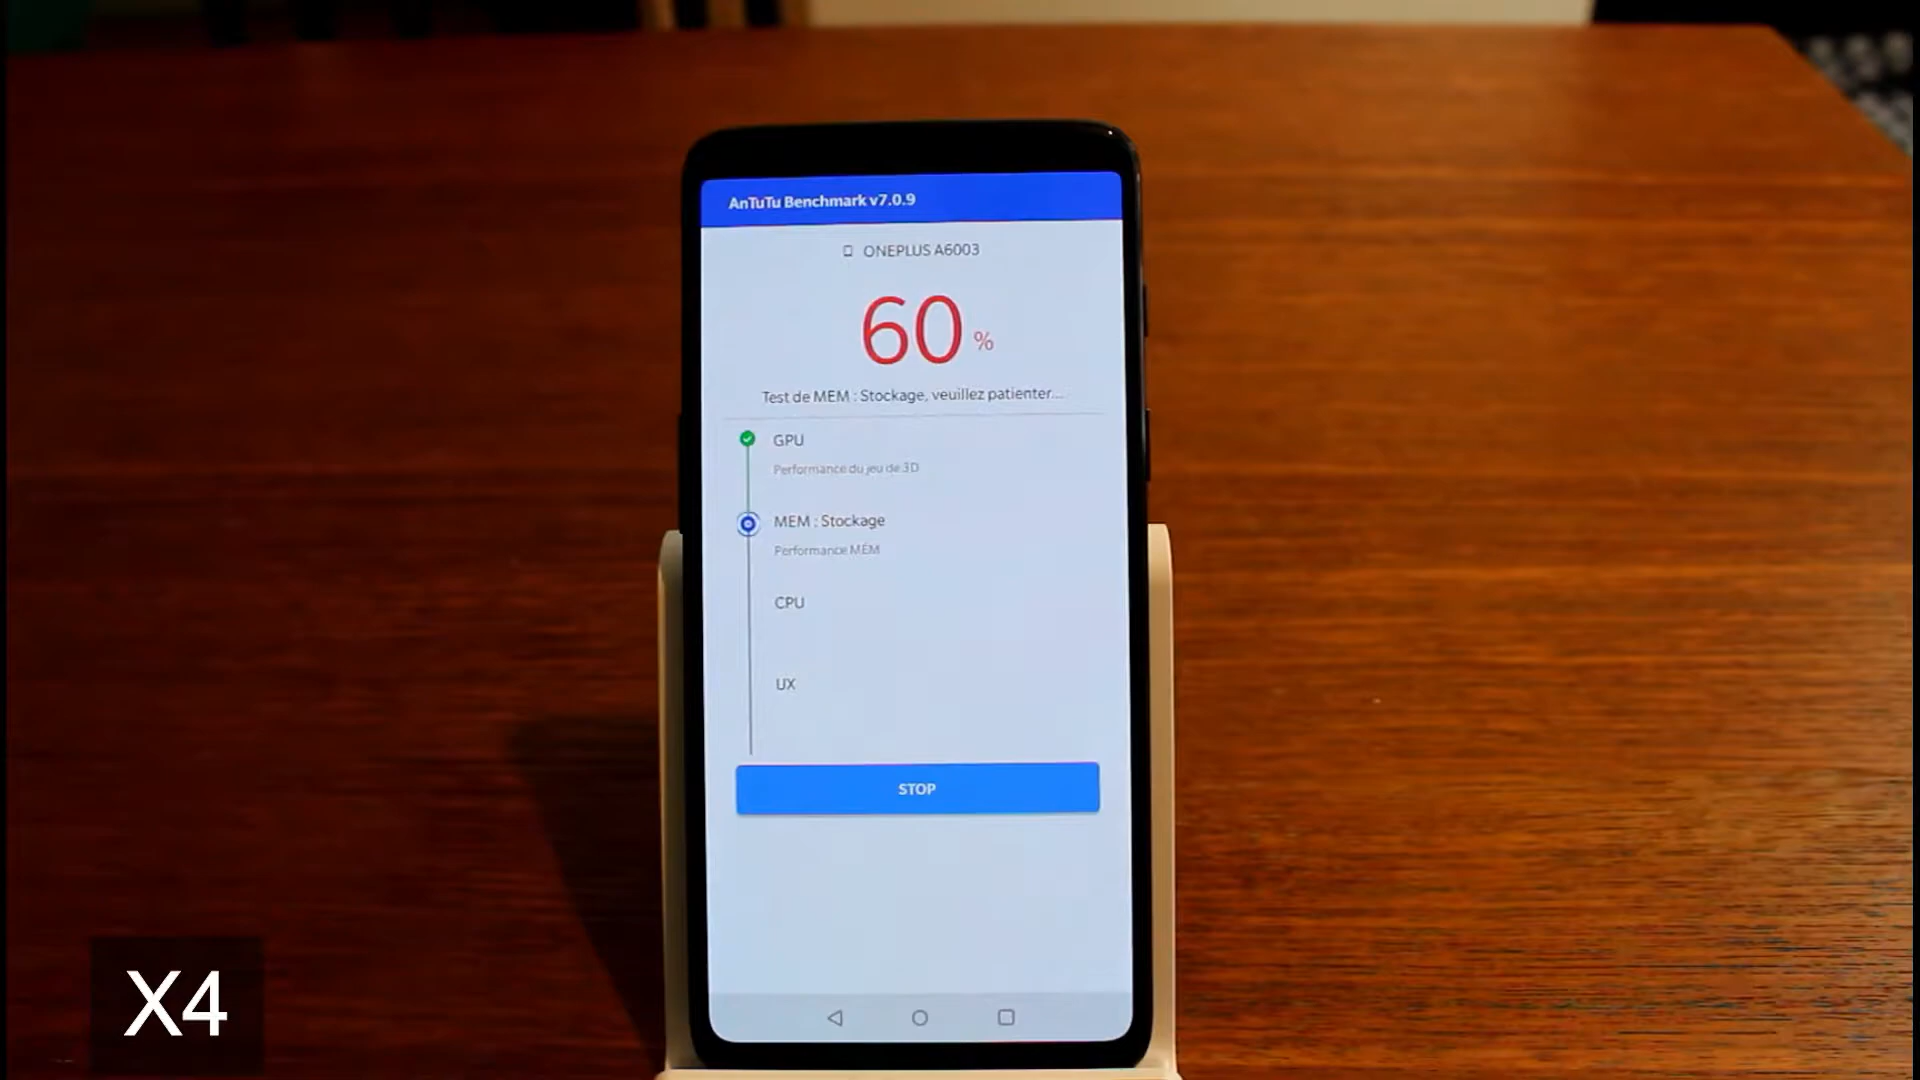 AnTuTu Benchmark v7.0.9
ONEPLUS A6003
60 %
Test de MEM : Stockage, veuillez patienter...
GPU
Performance du jeu de 3D
MEM : Stockage
Performance MEM
CPU
UX
STOP
X4